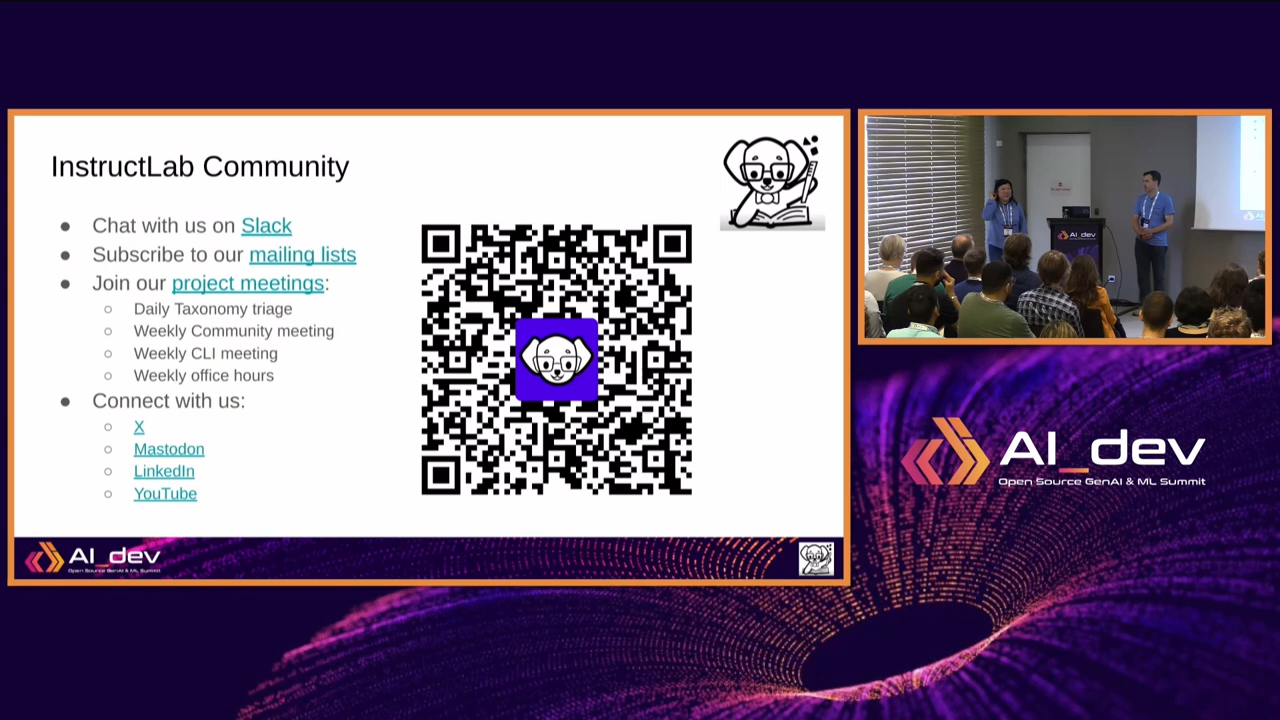 InstructLab Community
● Chat with us on Slack
● Subscribe to our mailing lists
● Join our project meetings:
○ Daily Taxonomy triage
○ Weekly Community meeting
○ Weekly CLI meeting
○ Weekly office hours
● Connect with us:
○ X
○ Mastodon
○ LinkedIn
○ YouTube
AI_dev
Open Source GenAI & ML Summit
AI_dev
AI_dev
Open Source GenAI & ML Summit